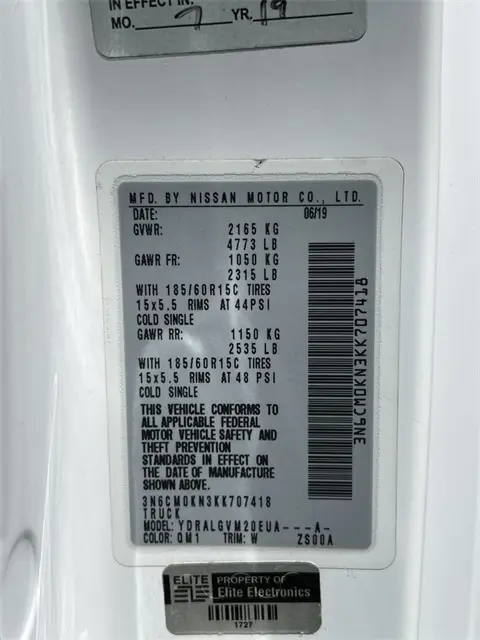 IN EFFECT IN:
MO. 7 YR. 19
MFD. BY NISSAN MOTOR CO., LTD.
DATE: 06/19
GVWR: 2165 KG
4773 LB
GAWR FR: 1050 KG
2315 LB
WITH 185/60R15C TIRES
15x5.5 RIMS AT 44PSI
COLD SINGLE
GAWR RR: 1150 KG
2535 LB
WITH 185/60R15C TIRES
15x5.5 RIMS AT 48 PSI
COLD SINGLE
THIS VEHICLE CONFORMS TO
ALL APPLICABLE FEDERAL
MOTOR VEHICLE SAFETY AND
THEFT PREVENTION
STANDARDS IN EFFECT ON
THE DATE OF MANUFACTURE
SHOWN ABOVE.
3N6CM0KN3KK707418
TRUCK
MODEL: YDRALGVM20EUA---A-
COLOR: QM1 TRIM: W ZS00A
3N6CM0KN3KK707418
ELITE PROPERTY OF
Elite Electronics
1727